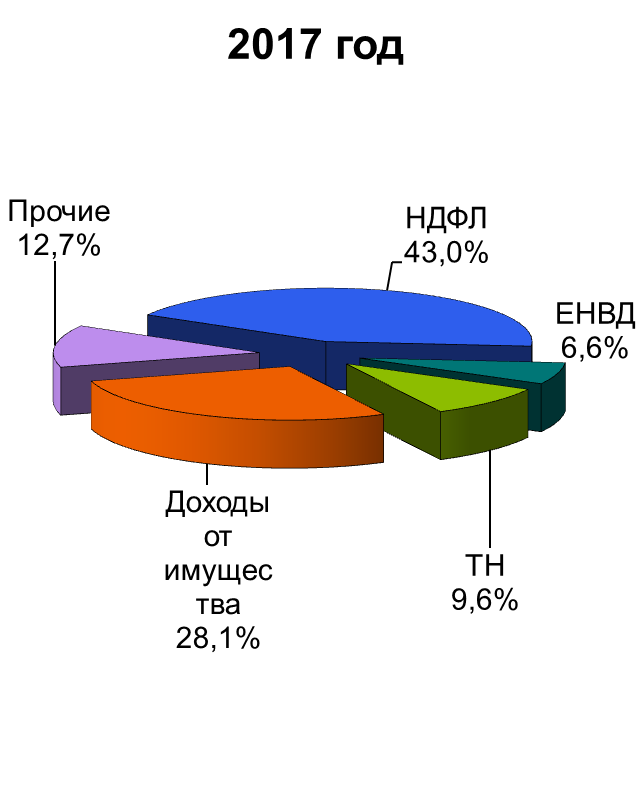 2017 год
Прочие
12,7%
НДФЛ
43,0%
ЕНВД
6,6%
Доходы
от
имущес
тва
28,1%
ТН
9,6%